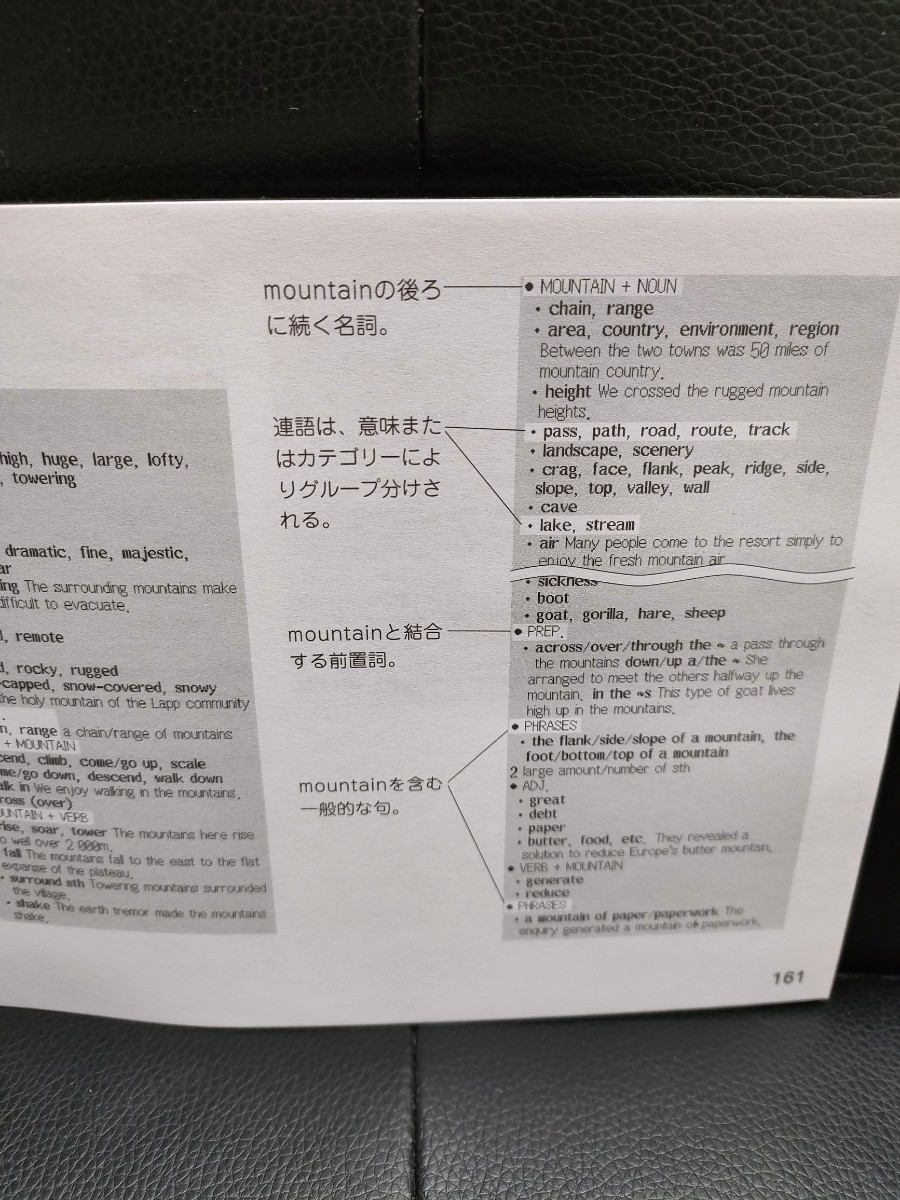 high, huge, large, lofty,
, towering
dramatic, fine, majestic,
ar
ing The surrounding mountains make
difficult to evacuate.
, remote
, rocky, rugged
-capped, snow-covered, snowy
the holy mountain of the Lapp community
n, range a chain/range of mountains
+ MOUNTAIN
cend, climb, come/go up, scale
me/go down, descend, walk down
alk in We enjoy walking in the mountains.
ross (over)
OUNTAIN + VERB
rise, soar, tower The mountains here rise
o well over 2 000m.
fall The mountains fall to the east to the flat
expanse of the plateau.
• surround sth Towering mountains surrounded
the village.
• shake The earth tremor made the mountains
shake.
mountainの後ろ
に続く名詞。
連語は、意味また
はカテゴリーによ
りグループ分けさ
れる。
mountainと結合
する前置詞。
mountainを含む
一般的な句。
● MOUNTAIN + NOUN
• chain, range
• area, country, environment, region
Between the two towns was 50 miles of
mountain country.
• height We crossed the rugged mountain
heights.
• pass, path, road, route, track
• landscape, scenery
• crag, face, flank, peak, ridge, side,
slope, top, valley, wall
• cave
• lake, stream
• air Many people come to the resort simply to
enjoy the fresh mountain air
• sickness
• boot
• goat, gorilla, hare, sheep
● PREP.
• across/over/through the ~ a pass through
the mountains down/up a/the ~ She
arranged to meet the others halfway up the
mountain. in the ~s This type of goat lives
high up in the mountains.
● PHRASES
• the flank/side/slope of a mountain, the
foot/bottom/top of a mountain
2 large amount/number of sth
● ADJ.
• great
• debt
• paper
• butter, food, etc. They revealed a
solution to reduce Europe's butter mountain.
● VERB + MOUNTAIN
• generate
• reduce
● PHRASES
• a mountain of paper/paperwork The
enquiry generated a mountain of paperwork.
161